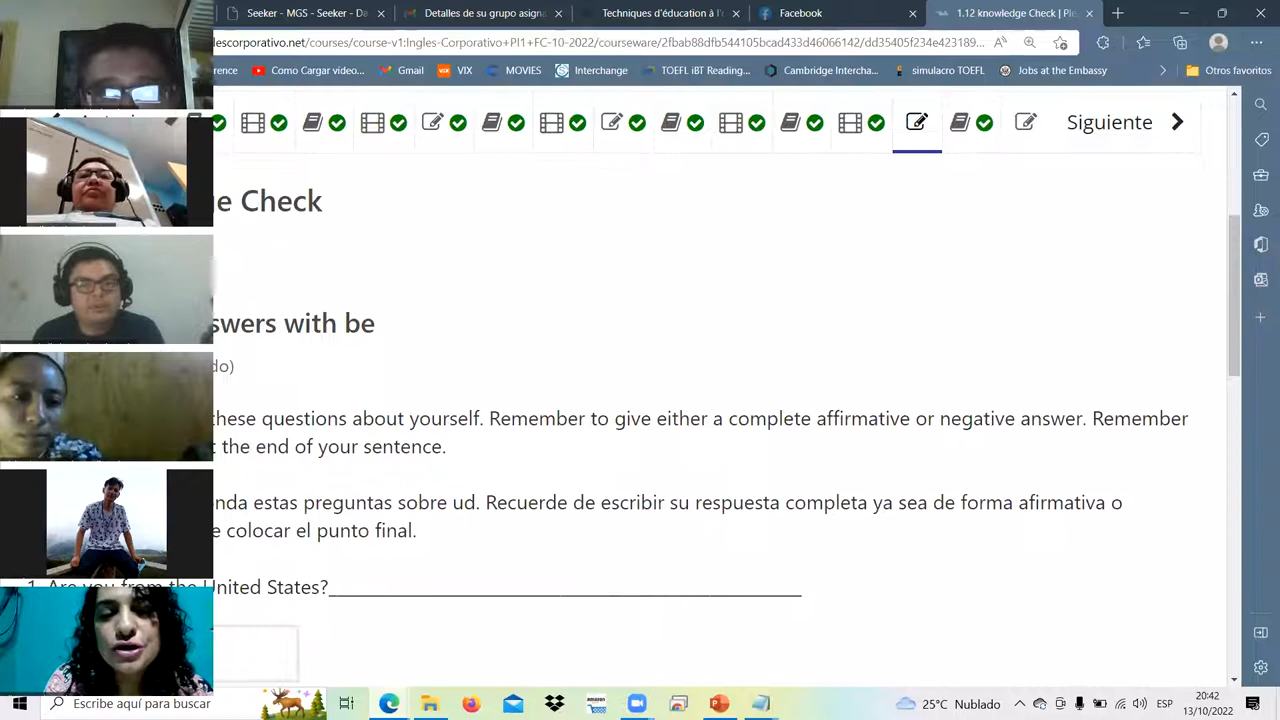 Seeker - MGS - Seeker - Da
Detalles de su grupo asigna
Techniques d'éducation à l'
Facebook
1.12 knowledge Check | Ple
lescorporativo.net/courses/course-v1:Ingles-Corporativo+PI1+FC-10-2022/courseware/2fbab88dfb544105bcad433d46066142/dd35405f234e423189...
rence
Como Cargar vídeo...
Gmail
VIX
MOVIES
Interchange
TOEFL iBT Reading...
Cambridge Intercha...
simulacro TOEFL
Jobs at the Embassy
Otros favoritos
Siguiente
e Check
swers with be
do)
these questions about yourself. Remember to give either a complete affirmative or negative answer. Remember
t the end of your sentence.
nda estas preguntas sobre ud. Recuerde de escribir su respuesta completa ya sea de forma afirmativa o
e colocar el punto final.
1. Are you from the United States?
Escribe aquí para buscar
amazon
25°C Nublado
ESP
20:42
13/10/2022